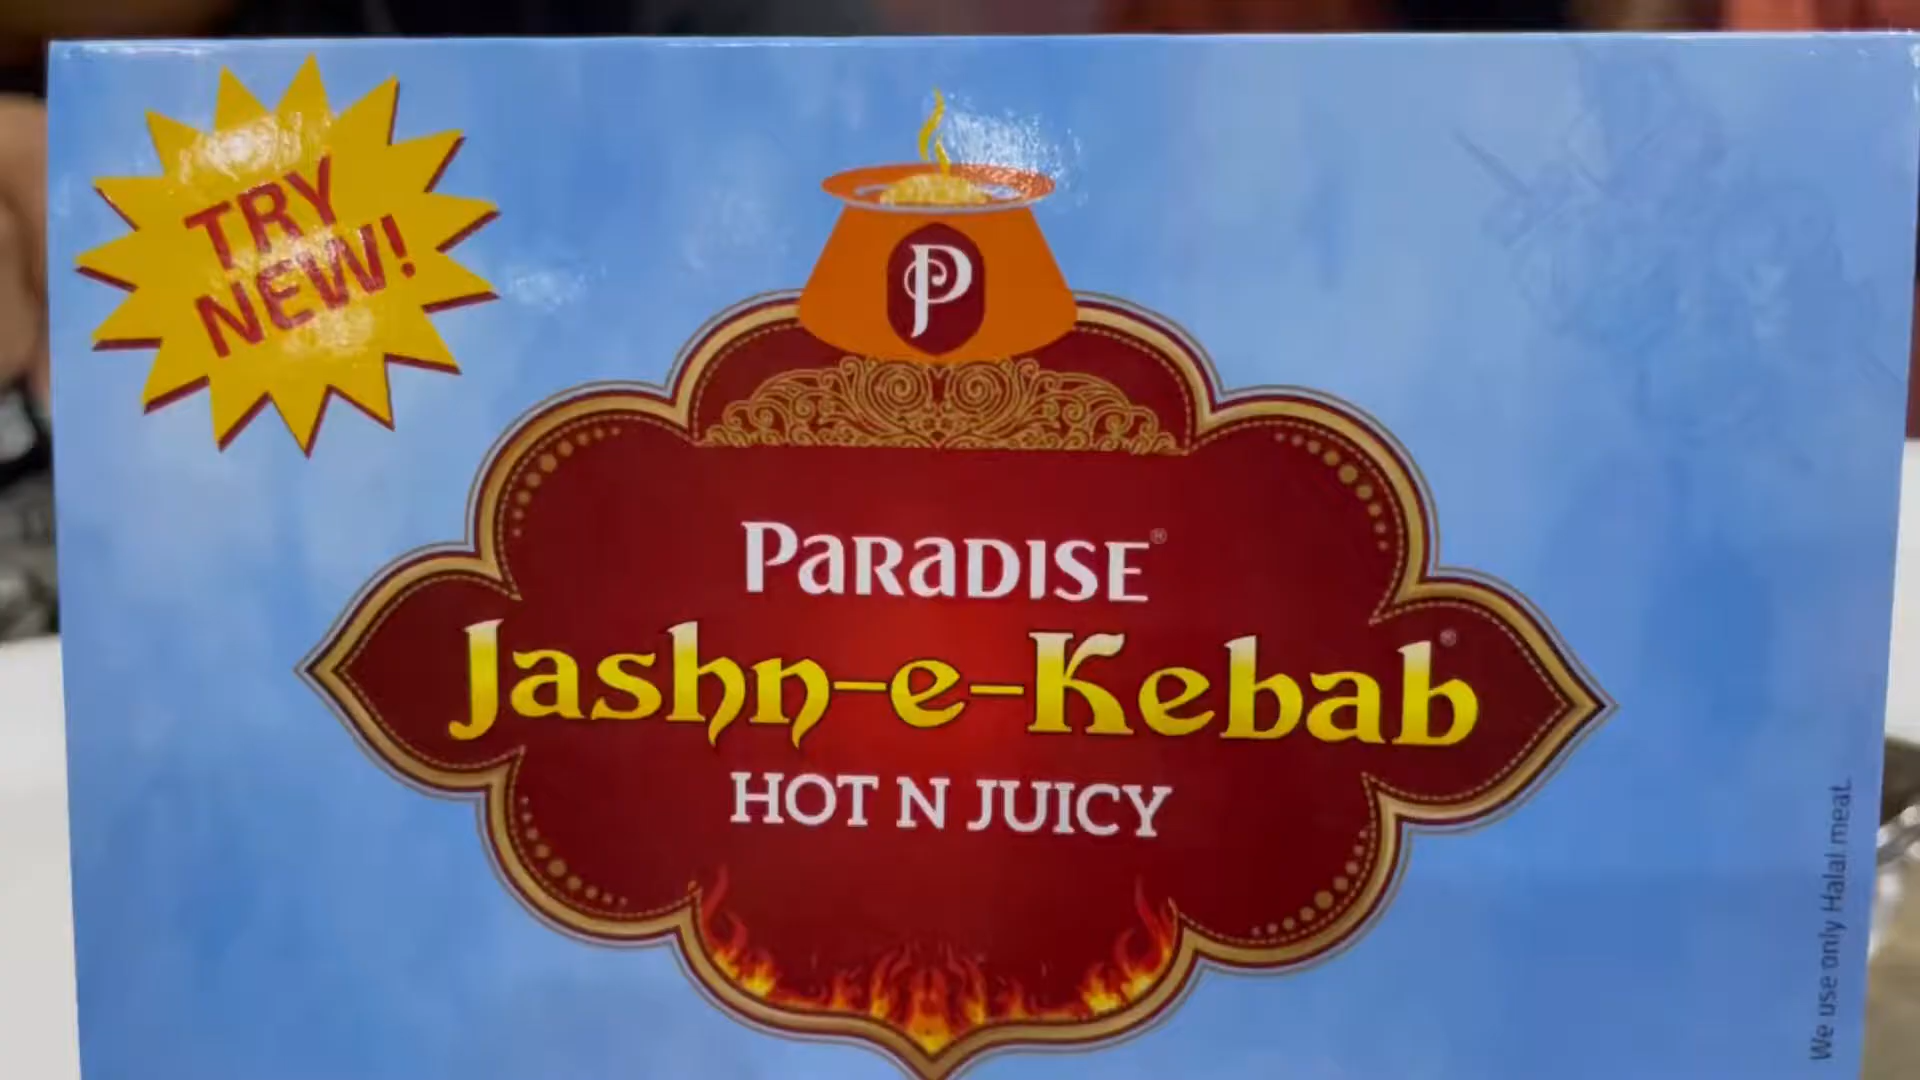 TRY
NEW!
P
PARADISE®
Jashn-e-Kebab®
HOT N JUICY
We use only Halal meat.